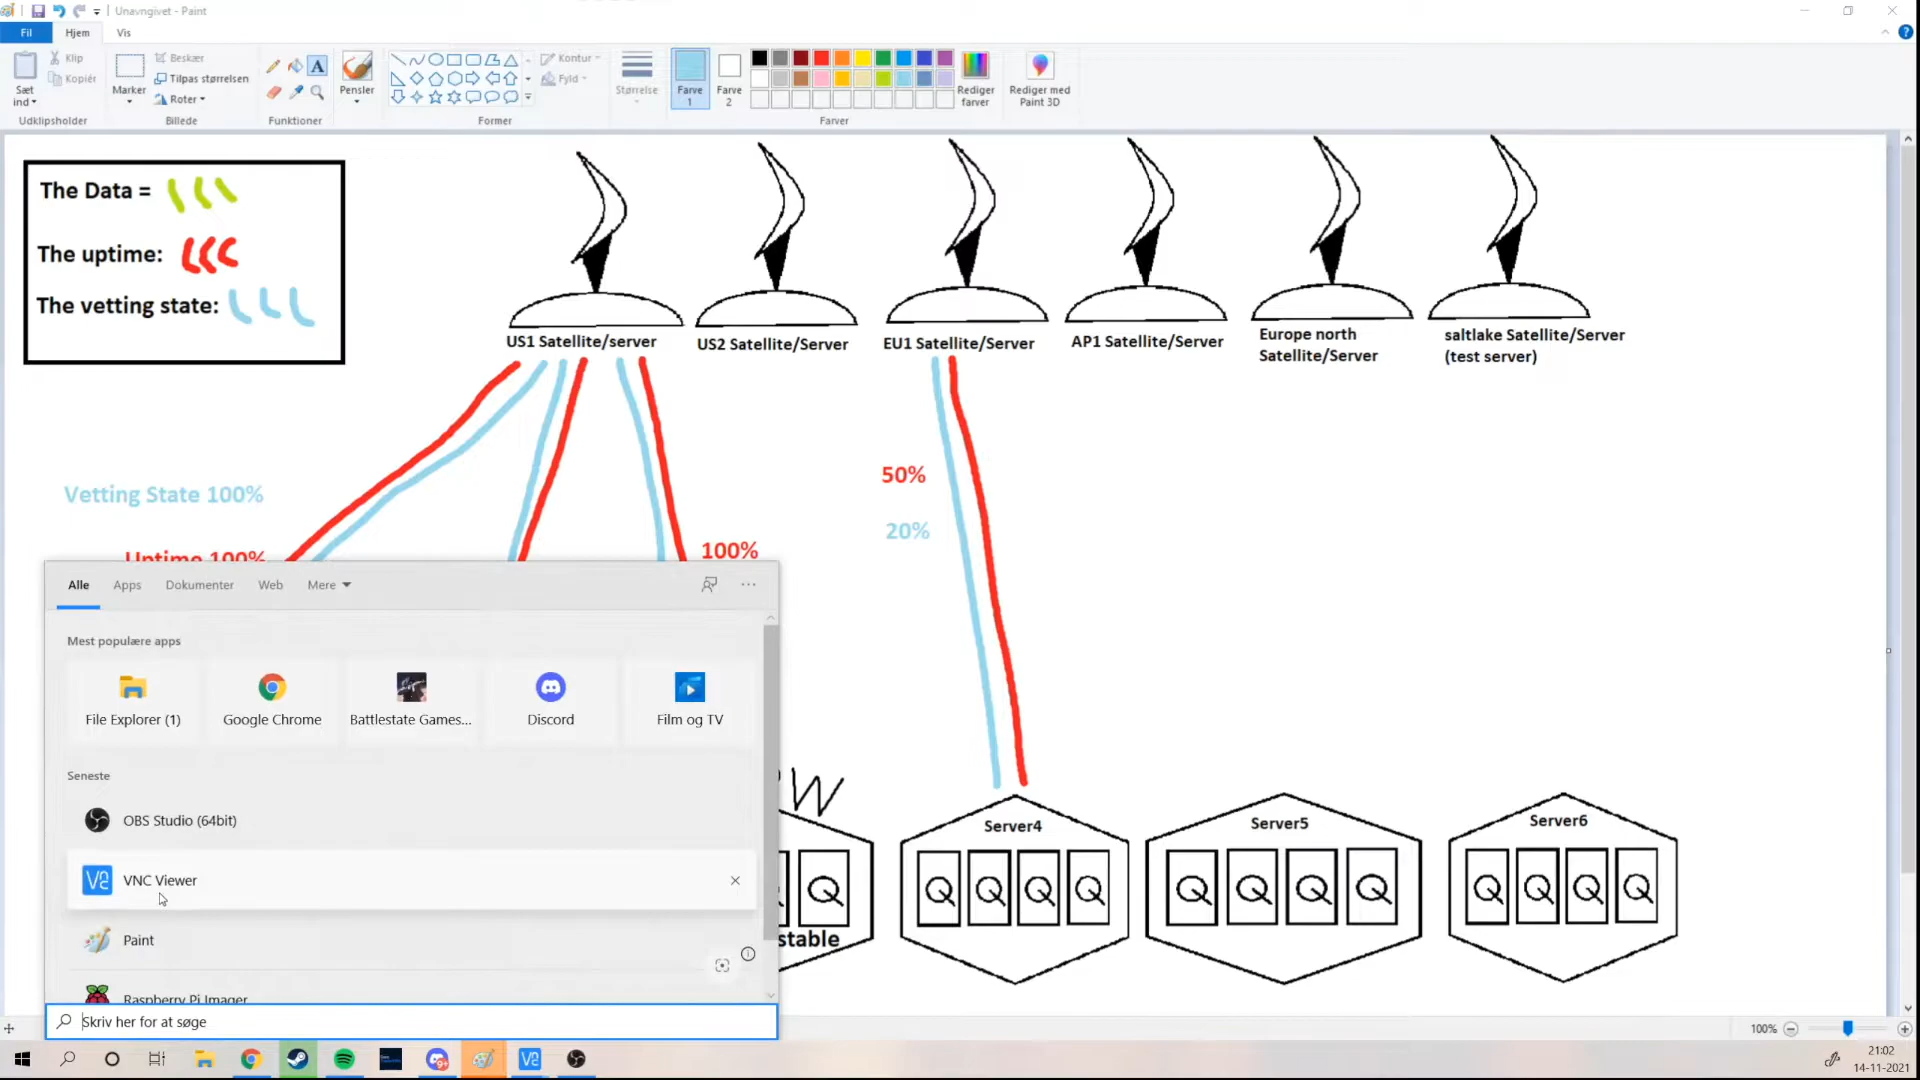 Unavngivet - Paint
Fil
Hjem
Vis
Sæt ind
Klip
Kopiér
Udklipsholder
Marker
Beskær
Tilpas størrelsen
Roter
Billede
A
Funktioner
Pensler
Kontur
Fyld
Former
Størrelse
Farve 1
Farve 2
Rediger farver
Farver
Rediger med Paint 3D
The Data =
The uptime:
The vetting state:
US1 Satellite/server
US2 Satellite/Server
EU1 Satellite/Server
AP1 Satellite/Server
Europe north
Satellite/Server
saltlake Satellite/Server
(test server)
Vetting State 100%
Uptime 100%
100%
50%
20%
Alle
Apps
Dokumenter
Web
Mere
Mest populære apps
File Explorer (1)
Google Chrome
Battlestate Games...
Discord
Film og TV
Seneste
OBS Studio (64bit)
VNC Viewer
Paint
Raspberry Pi Imager
Skriv her for at søge
W
Q
stable
Server4
Q Q Q Q
Server5
Q Q Q Q
Server6
Q Q Q Q
100%
21:02
14-11-2021